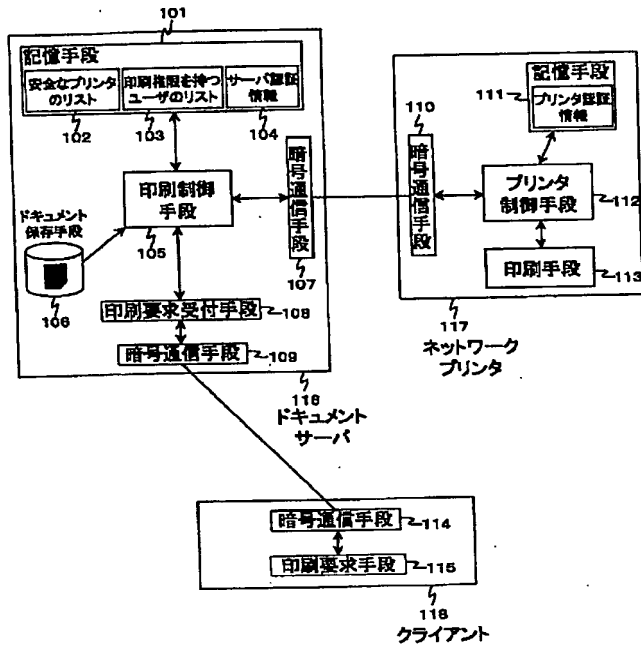 101
記憶手段
安全なプリンタ
のリスト
印刷権限を持つ
ユーザのリスト
サーバ認証
情報
102
103
104
印刷制御
手段
105
暗号通信手段
107
ドキュメント
保存手段
106
印刷要求受付手段
108
暗号通信手段
109
116
ドキュメント
サーバ
記憶手段
111
プリンタ認証
情報
110
暗号通信手段
プリンタ
制御手段
112
印刷手段
113
117
ネットワーク
プリンタ
暗号通信手段
114
印刷要求手段
115
118
クライアント